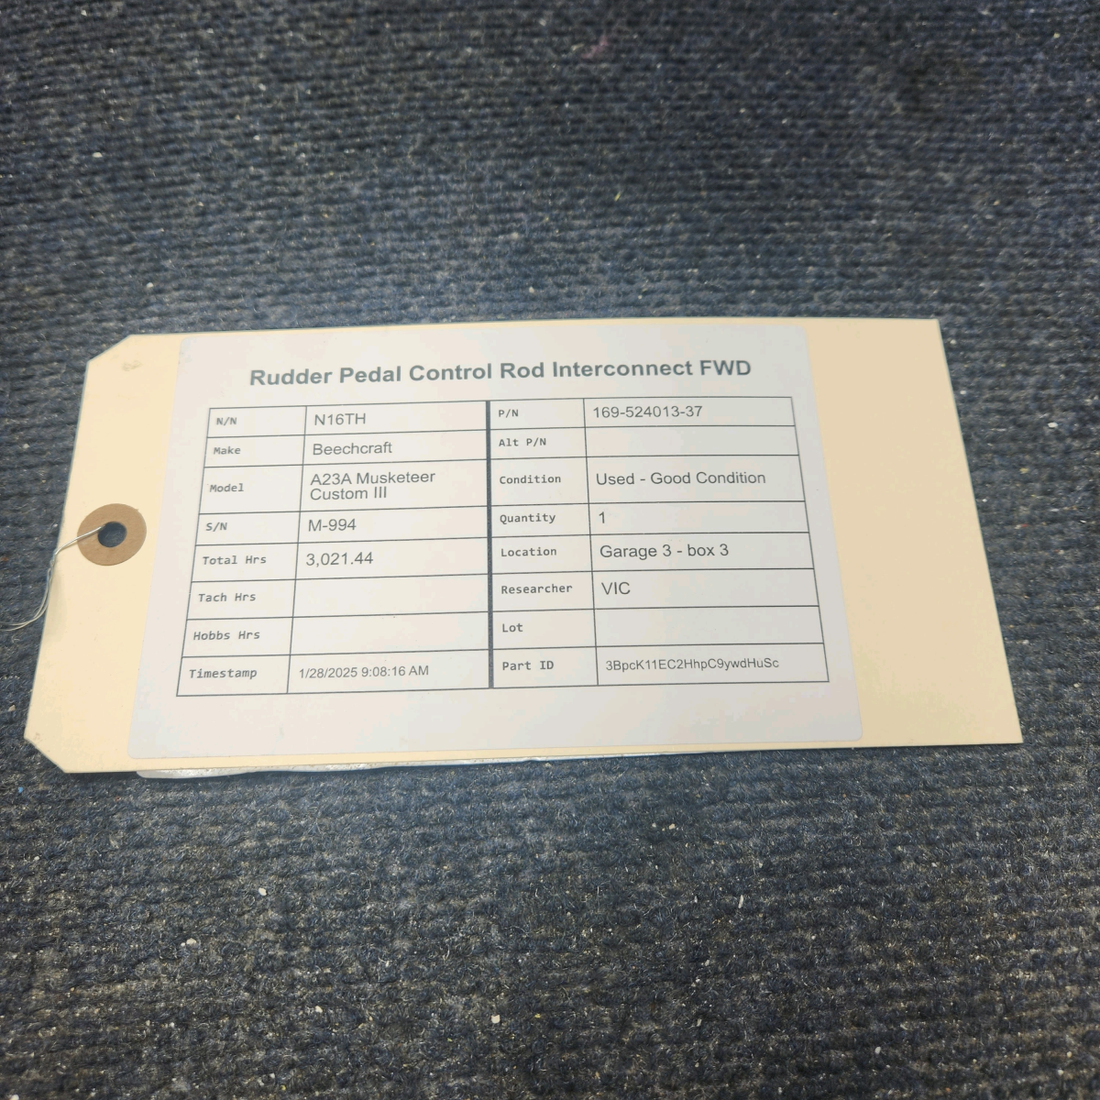 Rudder Pedal Control Rod Interconnect FWD
N/N N16TH P/N 169-524013-37
Make Beechcraft Alt P/N
Model A23A Musketeer Custom III Condition Used - Good Condition
S/N M-994 Quantity 1
Total Hrs 3,021.44 Location Garage 3 - box 3
Tach Hrs Researcher VIC
Hobbs Hrs Lot
Timestamp 1/28/2025 9:08:16 AM Part ID 3BpcK11EC2HhpC9ywdHuSc